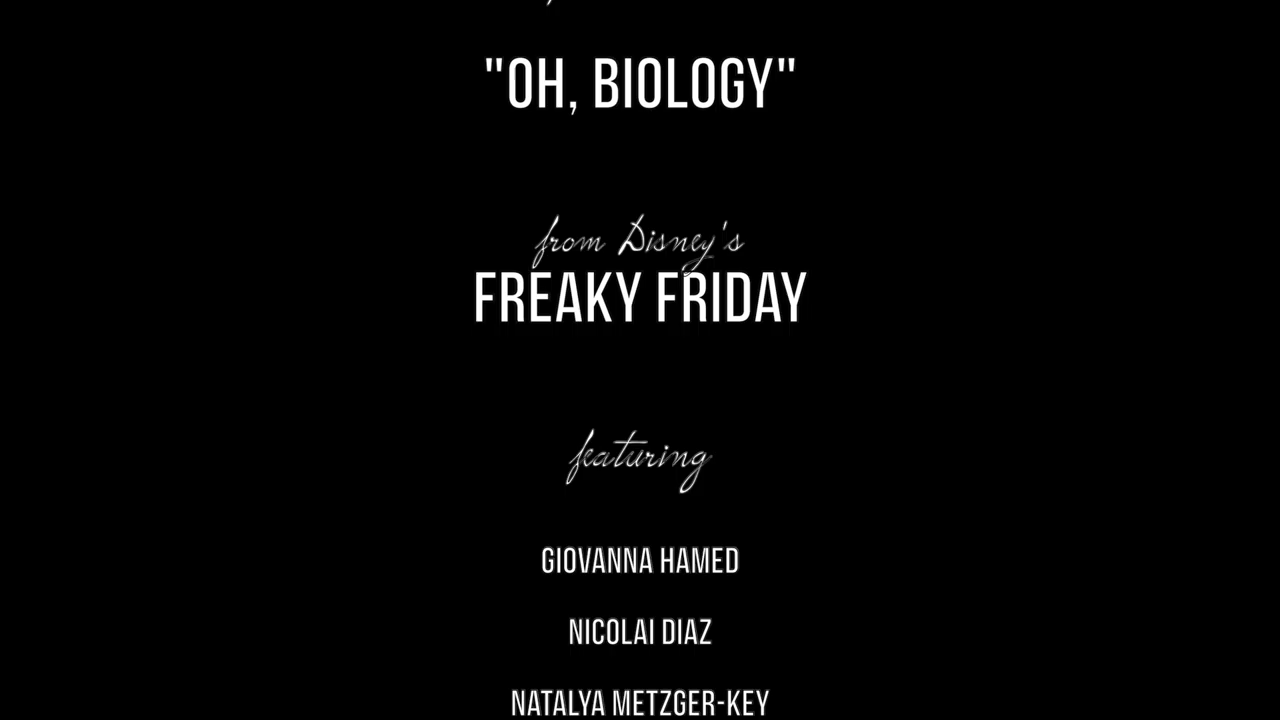 "OH, BIOLOGY"
from Disney's
FREAKY FRIDAY
featuring
GIOVANNA HAMED
NICOLAI DIAZ
NATALYA METZGER-KEY